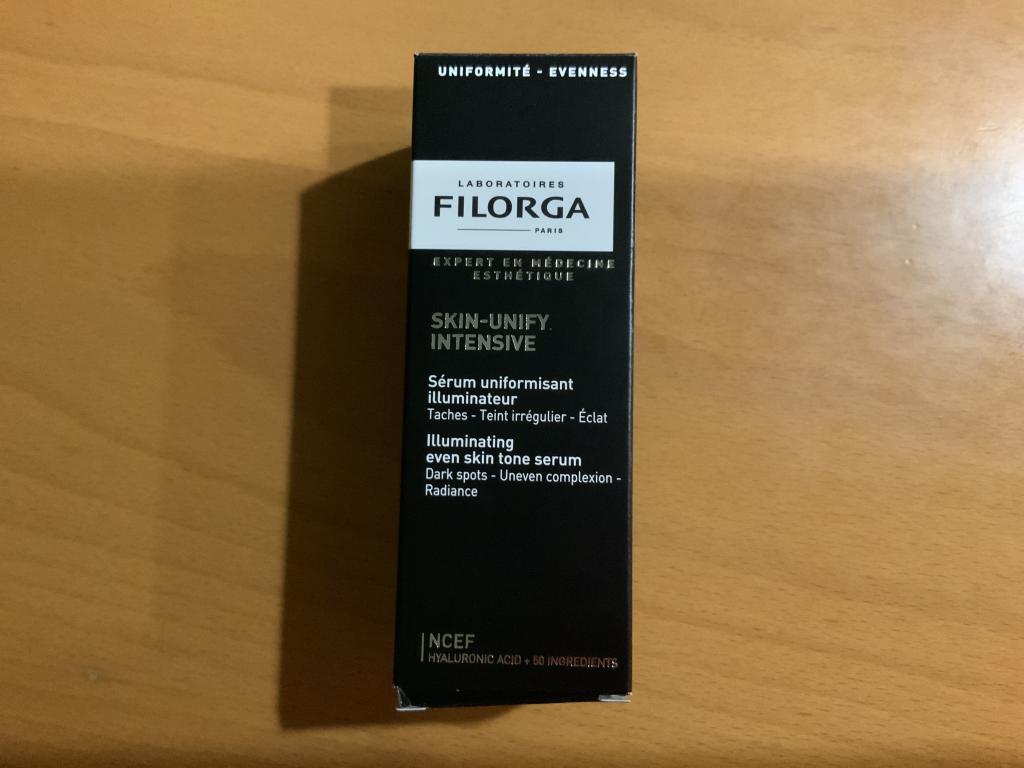 UNIFORMITÉ - EVENNESS
LABORATOIRES
FILORGA
PARIS
EXPERT EN MÉDECINE
ESTHÉTIQUE
SKIN-UNIFY
INTENSIVE
Sérum uniformisant
illuminateur
Taches - Teint irrégulier - Éclat
Illuminating
even skin tone serum
Dark spots - Uneven complexion -
Radiance
NCEF
HYALURONIC ACID + 50 INGREDIENTS